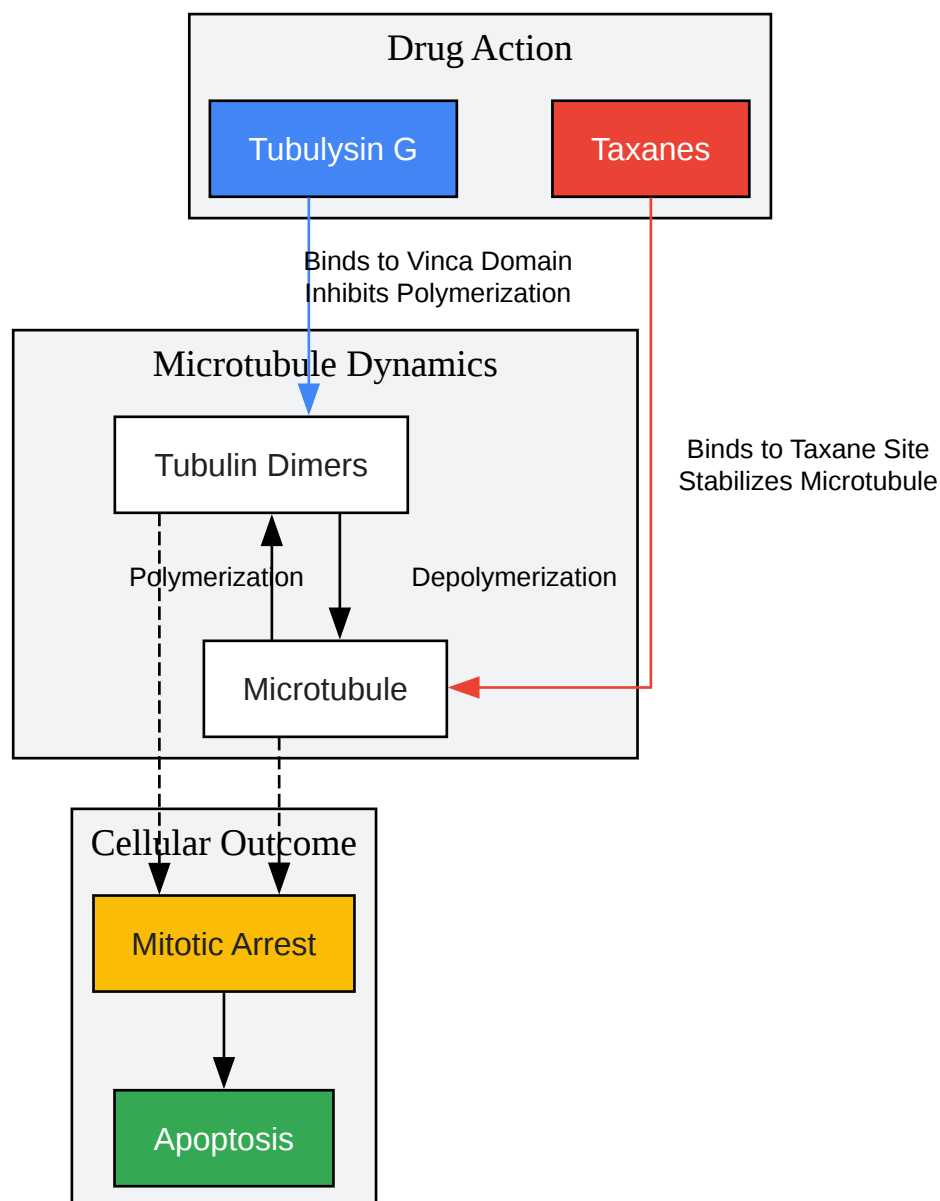 Drug Action
Tubulysin G
Taxanes
Binds to Vinca Domain
Inhibits Polymerization
Microtubule Dynamics
Tubulin Dimers
Binds to Taxane Site
Stabilizes Microtubule
Polymerization
Depolymerization
Microtubule
Cellular Outcome
Mitotic Arrest
Apoptosis